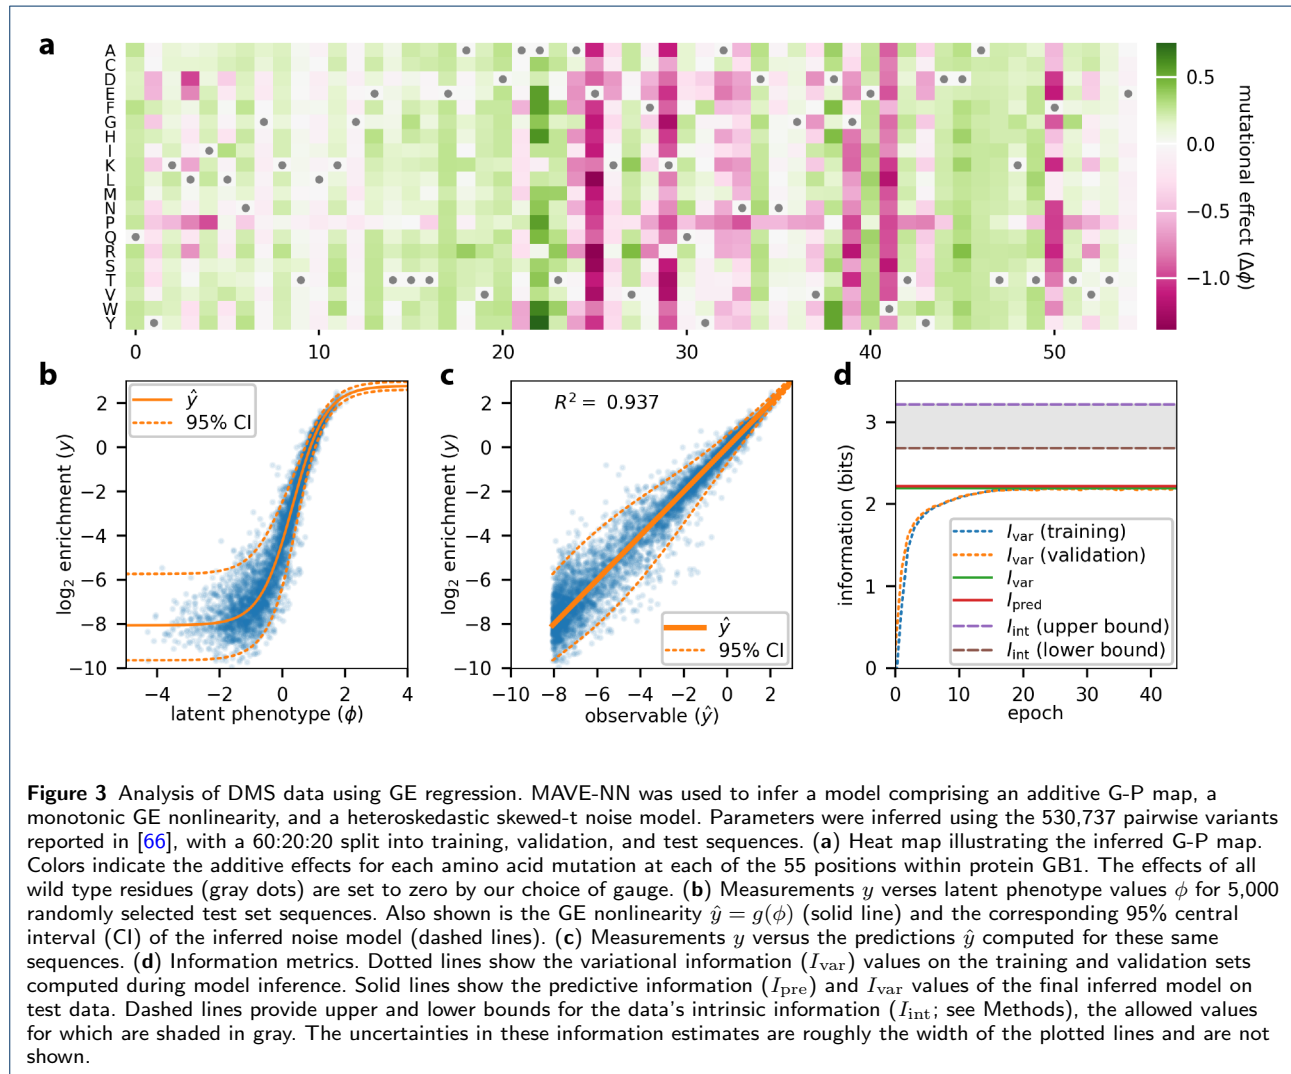 a
A
C
D
E
F
G
H
I
K
L
M
N
P
Q
R
S
T
V
W
Y
0 10 20 30 40 50
0.5
0.0
−0.5
−1.0
mutational effect (Δϕ)
b
ŷ
95% CI
2
0
−2
−4
−6
−8
−10
log₂ enrichment (y)
−4 −2 0 2 4
latent phenotype (ϕ)
c
R² = 0.937
2
0
−2
−4
−6
−8
−10
log₂ enrichment (y)
ŷ
95% CI
−10 −8 −6 −4 −2 0 2
observable (ŷ)
d
3
2
1
0
information (bits)
I_var (training)
I_var (validation)
I_var
I_pred
I_int (upper bound)
I_int (lower bound)
0 10 20 30 40
epoch
Figure 3 Analysis of DMS data using GE regression. MAVE-NN was used to infer a model comprising an additive G-P map, a
monotonic GE nonlinearity, and a heteroskedastic skewed-t noise model. Parameters were inferred using the 530,737 pairwise variants
reported in [66], with a 60:20:20 split into training, validation, and test sequences. (a) Heat map illustrating the inferred G-P map.
Colors indicate the additive effects for each amino acid mutation at each of the 55 positions within protein GB1. The effects of all
wild type residues (gray dots) are set to zero by our choice of gauge. (b) Measurements y verses latent phenotype values ϕ for 5,000
randomly selected test set sequences. Also shown is the GE nonlinearity ŷ = g(ϕ) (solid line) and the corresponding 95% central
interval (CI) of the inferred noise model (dashed lines). (c) Measurements y versus the predictions ŷ computed for these same
sequences. (d) Information metrics. Dotted lines show the variational information (I_var) values on the training and validation sets
computed during model inference. Solid lines show the predictive information (I_pre) and I_var values of the final inferred model on
test data. Dashed lines provide upper and lower bounds for the data's intrinsic information (I_int; see Methods), the allowed values
for which are shaded in gray. The uncertainties in these information estimates are roughly the width of the plotted lines and are not
shown.